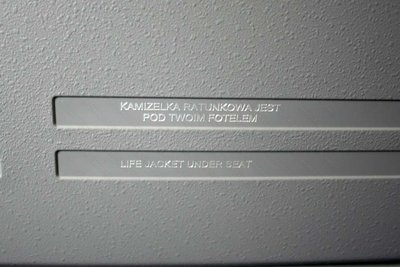 KAMIZELKA RATUNKOWA JEST
POD TWOIM FOTELEM
LIFE JACKET UNDER SEAT